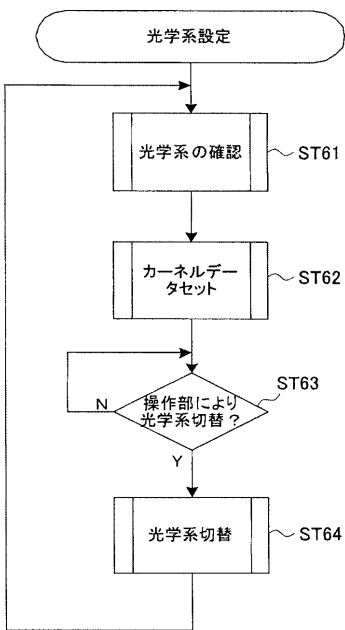 光学系設定
光学系の確認
ST61
カーネルデー
タセット
ST62
ST63
操作部により
光学系切替?
N
Y
光学系切替
ST64